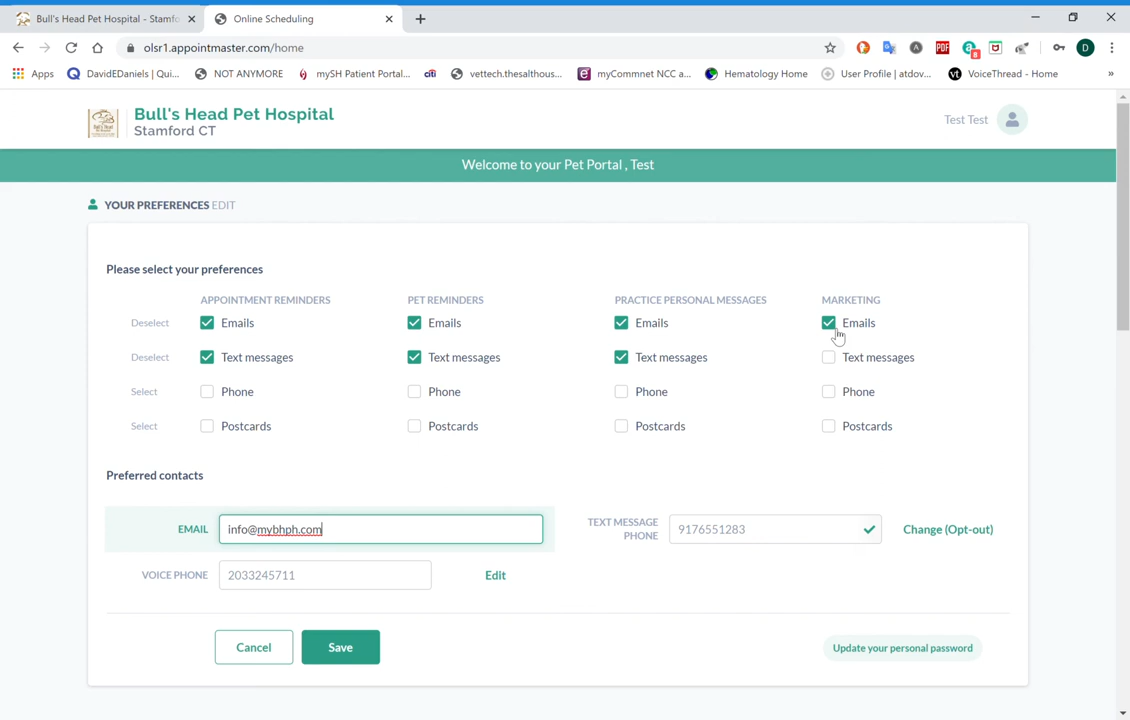 Bull's Head Pet Hospital - Stamfo
Online Scheduling
olsr1.appointmaster.com/home
Apps
DavidEDaniels | Qui...
NOT ANYMORE
mySH Patient Portal...
citi
vettech.thesalthous...
myCommnet NCC a...
Hematology Home
User Profile | atdov...
VoiceThread - Home
»
Bull's Head Pet Hospital
Stamford CT
Test Test
Welcome to your Pet Portal , Test
YOUR PREFERENCES EDIT
Please select your preferences
APPOINTMENT REMINDERS PET REMINDERS PRACTICE PERSONAL MESSAGES MARKETING
Deselect Emails Emails Emails Emails
Deselect Text messages Text messages Text messages Text messages
Select Phone Phone Phone Phone
Select Postcards Postcards Postcards Postcards
Preferred contacts
EMAIL info@mybhph.com
TEXT MESSAGE
PHONE
9176551283
Change (Opt-out)
VOICE PHONE 2033245711 Edit
Cancel Save Update your personal password